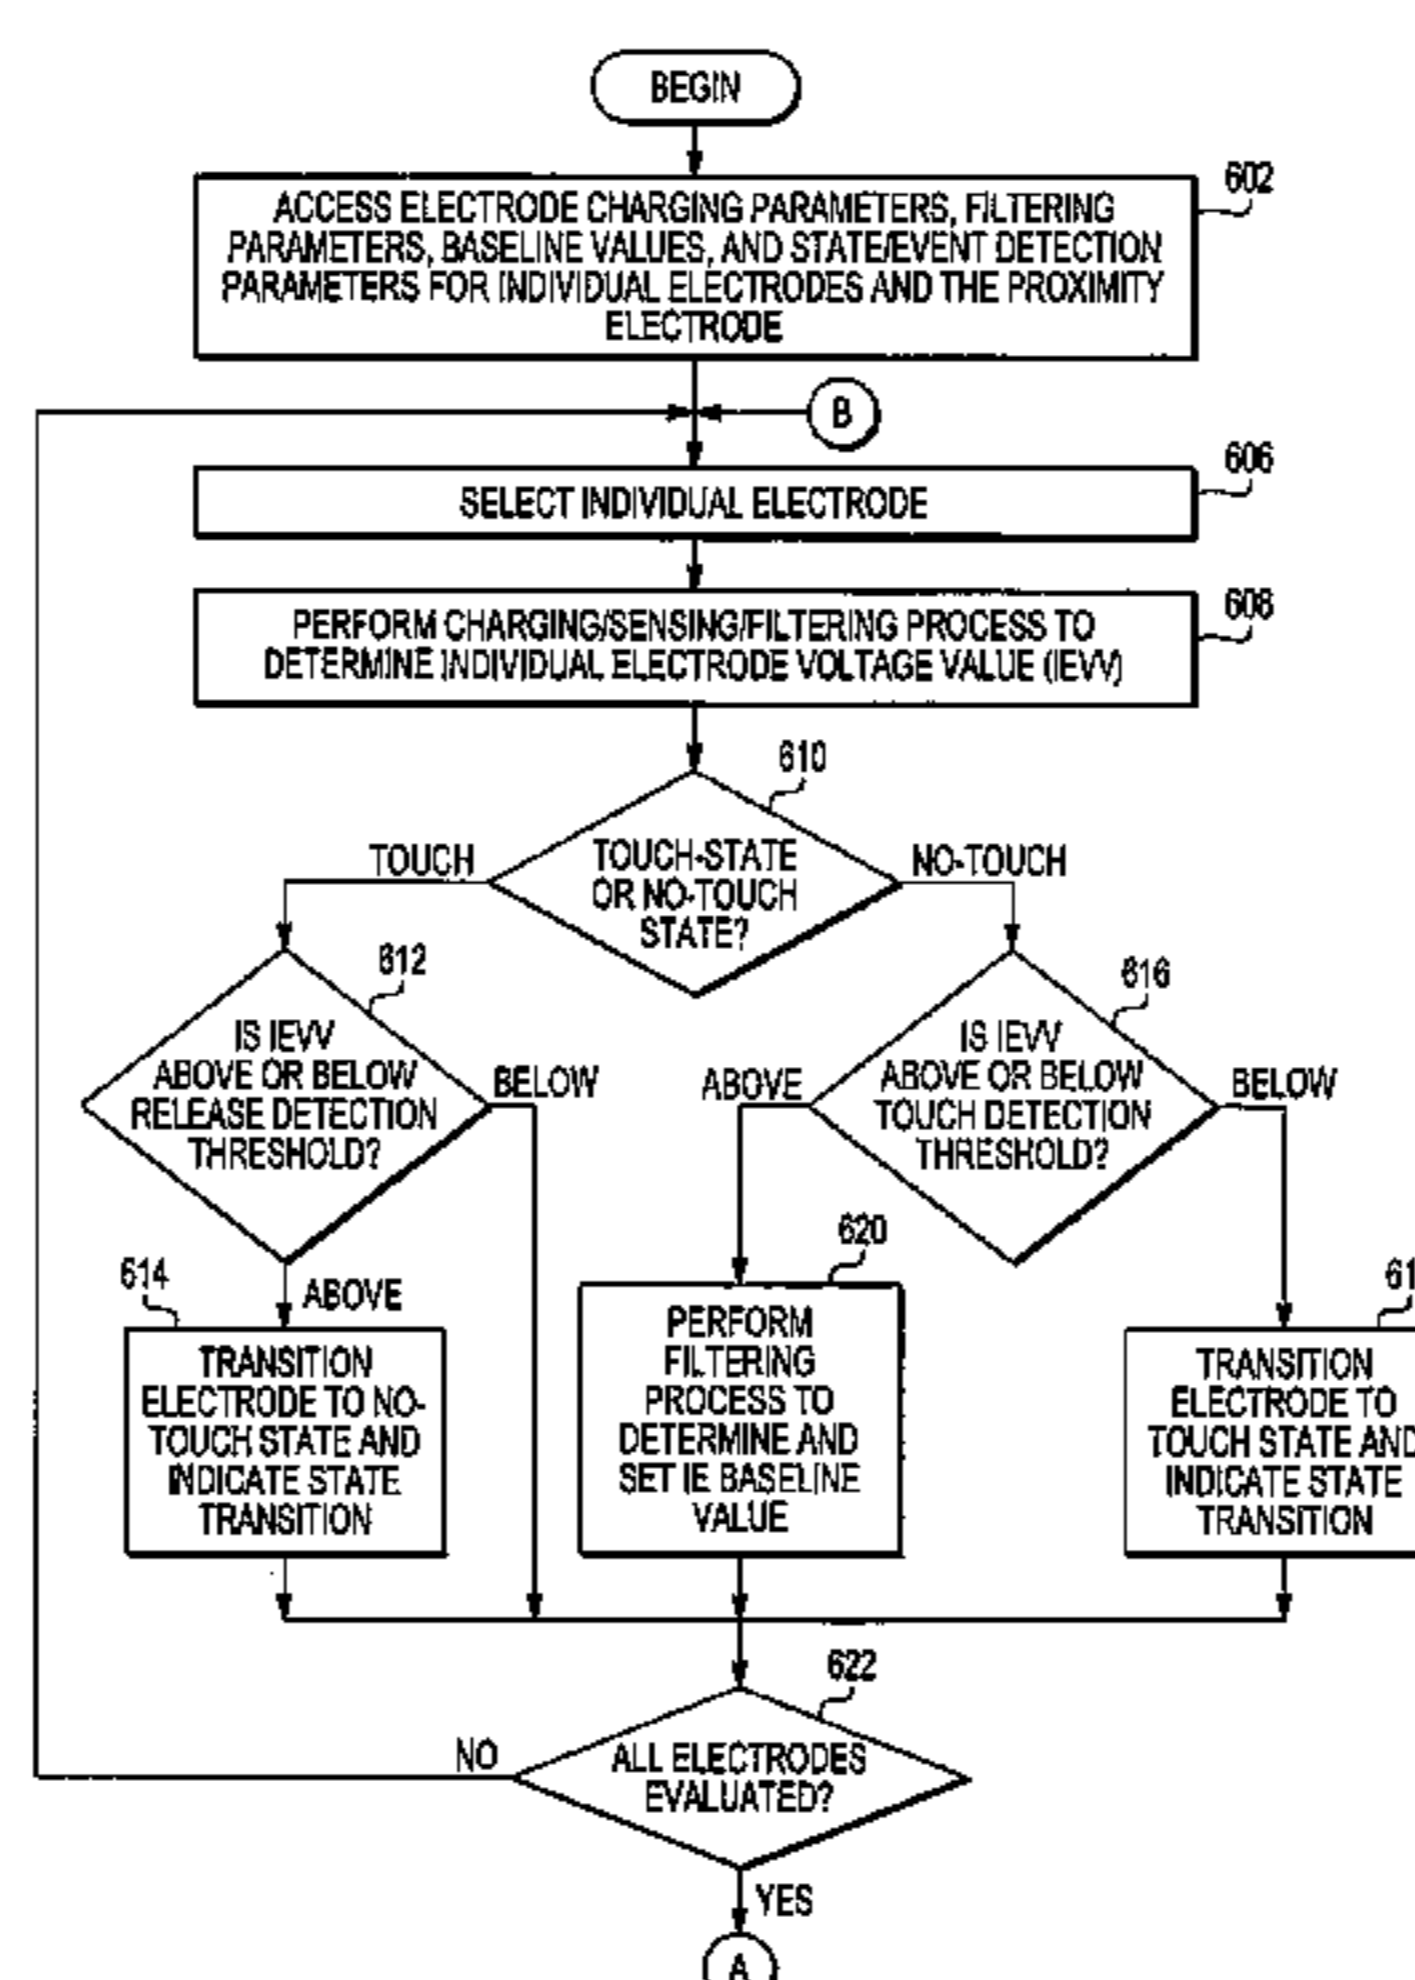 BEGIN
602
ACCESS ELECTRODE CHARGING PARAMETERS, FILTERING
PARAMETERS, BASELINE VALUES, AND STATE/EVENT DETECTION
PARAMETERS FOR INDIVIDUAL ELECTRODES AND THE PROXIMITY
ELECTRODE
B
606
SELECT INDIVIDUAL ELECTRODE
608
PERFORM CHARGING/SENSING/FILTERING PROCESS TO
DETERMINE INDIVIDUAL ELECTRODE VOLTAGE VALUE (IEVV)
610
TOUCH
TOUCH-STATE
OR NO-TOUCH
STATE?
NO-TOUCH
612
IS IEVV
ABOVE OR BELOW
RELEASE DETECTION
THRESHOLD?
BELOW
616
ABOVE
IS IEVV
ABOVE OR BELOW
TOUCH DETECTION
THRESHOLD?
BELOW
614
ABOVE
TRANSITION
ELECTRODE TO NO-
TOUCH STATE AND
INDICATE STATE
TRANSITION
620
PERFORM
FILTERING
PROCESS TO
DETERMINE AND
SET IE BASELINE
VALUE
61
TRANSITION
ELECTRODE TO
TOUCH STATE AND
INDICATE STATE
TRANSITION
622
NO
ALL ELECTRODES
EVALUATED?
YES
A